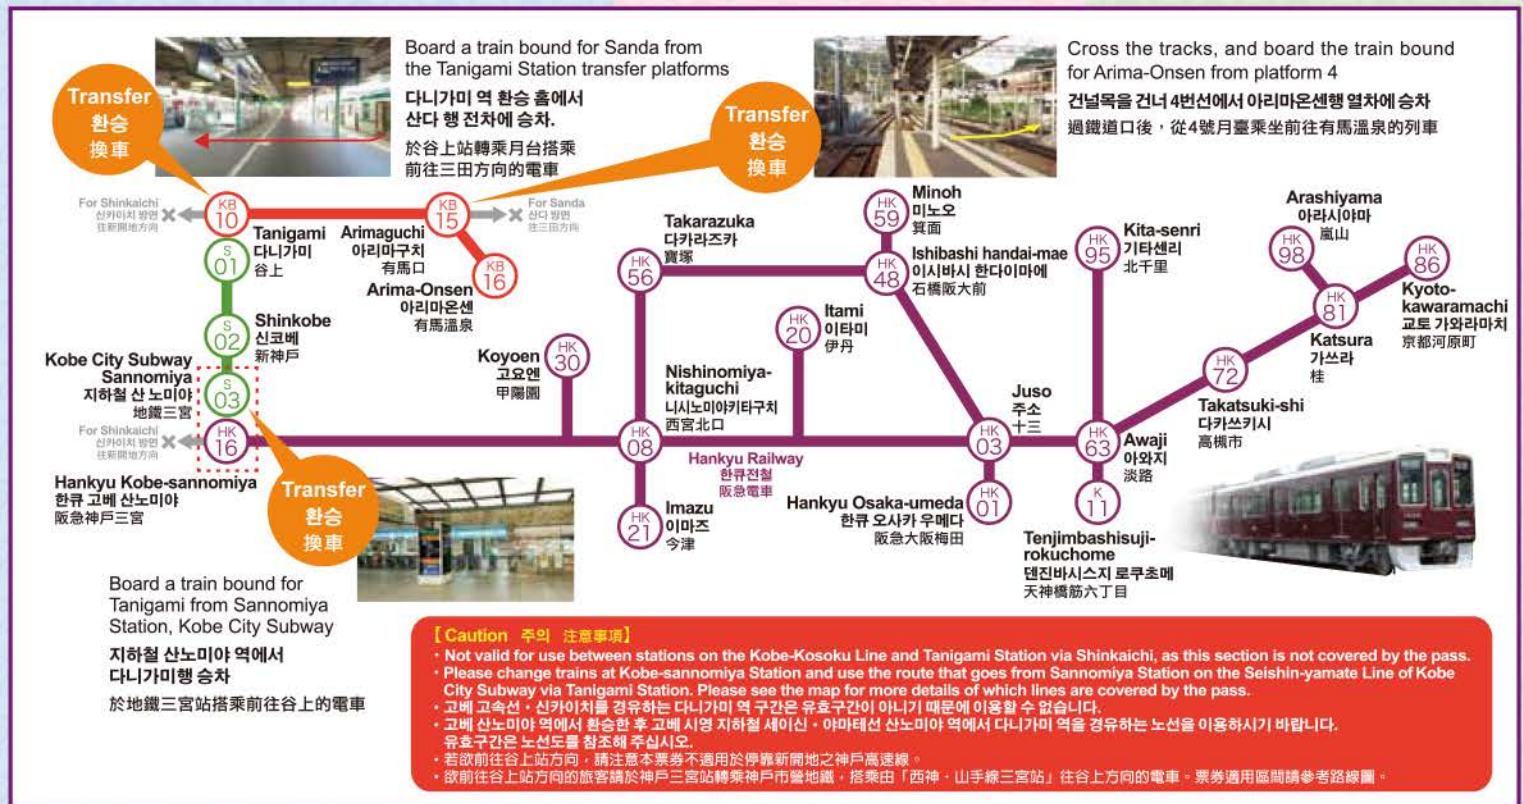 Board a train bound for Sanda from
the Tanigami Station transfer platforms
다니가미 역 환승 홈에서
산다 행 전차에 승차.
於谷上站轉乘月台搭乘
前往三田方向的電車
Cross the tracks, and board the train bound
for Arima-Onsen from platform 4
건널목을 건너 4번선에서 아리마온센행 열차에 승차
過鐵道口後，從4號月臺乘坐前往有馬溫泉的列車
Transfer
환승
換車
Transfer
환승
換車
For Shinkaichi
신카이치 방면
往新開地方向
KB
10
Tanigami
다니가미
谷上
KB
15
Arimaguchi
아리마구치
有馬口
For Sanda
산다 방면
往三田方向
KB
16
Arima-Onsen
아리마온센
有馬溫泉
S
01
S
02
Shinkobe
신코베
新神戶
Kobe City Subway
Sannomiya
지하철 산 노미야
地鐵三宮
S
03
For Shinkaichi
신카이치 방면
往新開地方向
HK
16
Hankyu Kobe-sannomiya
한큐 고베 산노미야
阪急神戶三宮
Transfer
환승
換車
Koyoen
고요엔
甲陽園
HK
30
Takarazuka
다카라즈카
寶塚
HK
56
Nishinomiya-
kitaguchi
니시노미야키타구치
西宮北口
HK
08
Imazu
이마즈
今津
HK
21
Hankyu Railway
한큐전철
阪急電車
Itami
이타미
伊丹
HK
20
Minoh
미노오
箕面
HK
59
Ishibashi handai-mae
이시바시 한다이마에
石橋阪大前
HK
48
Juso
주소
十三
HK
03
Hankyu Osaka-umeda
한큐 오사카 우메다
阪急大阪梅田
HK
01
Kita-senri
기타센리
北千里
HK
95
Awaji
아와지
淡路
HK
63
K
11
Tenjimbashisuji-
rokuchome
덴진바시스지 로쿠초메
天神橋筋六丁目
Takatsuki-shi
다카쓰키시
高槻市
HK
72
Arashiyama
아라시야마
嵐山
HK
98
HK
81
Katsura
가쓰라
桂
HK
86
Kyoto-
kawaramachi
교토 가와라마치
京都河原町
Board a train bound for
Tanigami from Sannomiya
Station, Kobe City Subway
지하철 산노미야 역에서
다니가미행 승차
於地鐵三宮站搭乘前往谷上的電車
【Caution 주의 注意事項】
・Not valid for use between stations on the Kobe-Kosoku Line and Tanigami Station via Shinkaichi, as this section is not covered by the pass.
・Please change trains at Kobe-sannomiya Station and use the route that goes from Sannomiya Station on the Seishin-yamate Line of Kobe
City Subway via Tanigami Station. Please see the map for more details of which lines are covered by the pass.
・고베 고속선・신카이치를 경유하는 다니가미 역 구간은 유효구간이 아니기 때문에 이용할 수 없습니다.
・고베 산노미야 역에서 환승한 후 고베 시영 지하철 세이신・야마테선 산노미야 역에서 다니가미 역을 경유하는 노선을 이용하시기 바랍니다.
유효구간은 노선도를 참조해 주십시오.
・若欲前往谷上站方向，請注意本票券不適用於停靠新開地之神戶高速線。
・欲前往谷上站方向的旅客請於神戶三宮站轉乘神戶市營地鐵，搭乘由「西神・山手線三宮站」往谷上方向的電車。票券適用區間請參考路線圖。